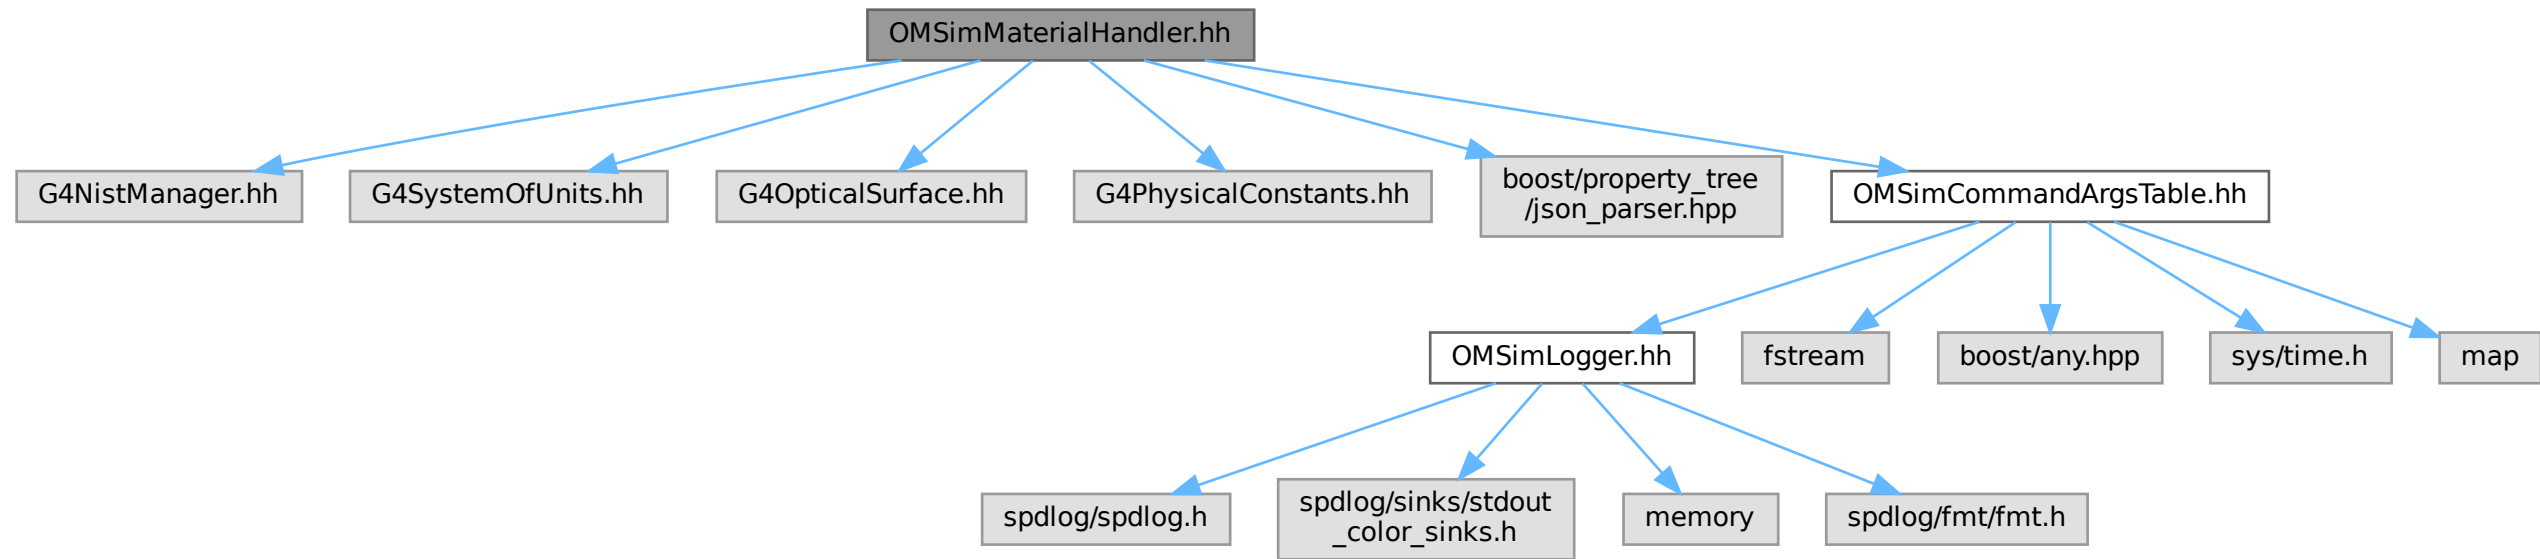 OMSimMaterialHandler.hh
G4NistManager.hh
G4SystemOfUnits.hh
G4OpticalSurface.hh
G4PhysicalConstants.hh
boost/property_tree
/json_parser.hpp
OMSimCommandArgsTable.hh
OMSimLogger.hh
fstream
boost/any.hpp
sys/time.h
map
spdlog/spdlog.h
spdlog/sinks/stdout
_color_sinks.h
memory
spdlog/fmt/fmt.h